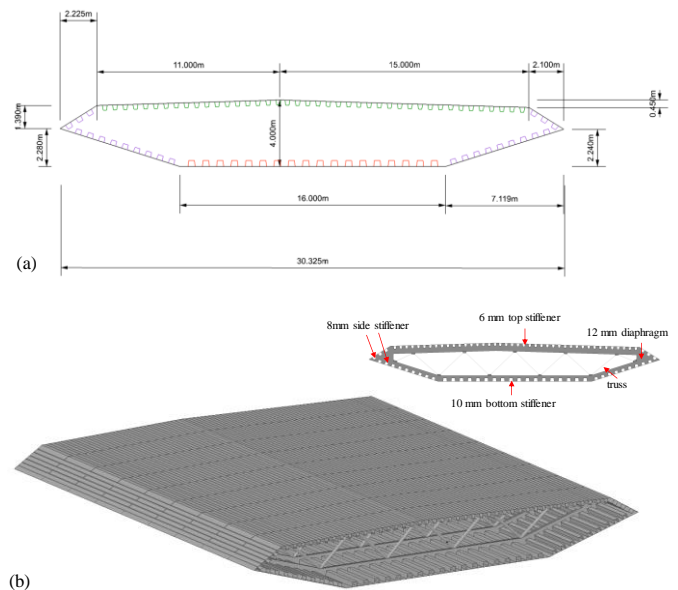 2.225m
11.000m
15.000m
2.100m
1.390m
0.450m
4.000m
2.280m
2.240m
16.000m
7.119m
(a)
30.325m
6 mm top stiffener
8mm side stiffener
12 mm diaphragm
truss
10 mm bottom stiffener
(b)